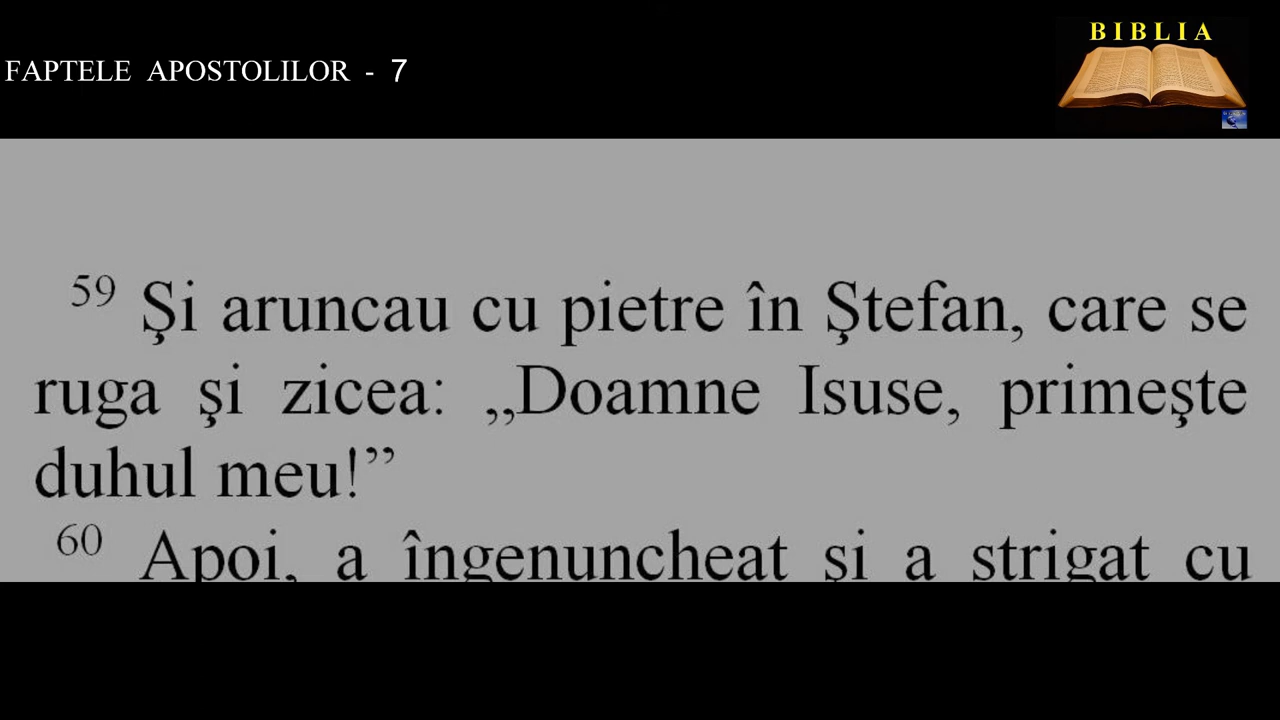 BIBLIA
FAPTELE APOSTOLILOR - 7
59 Şi aruncau cu pietre în Ştefan, care se
ruga şi zicea: „Doamne Isuse, primeşte
duhul meu!”
60 Apoi, a îngenuncheat şi a strigat cu